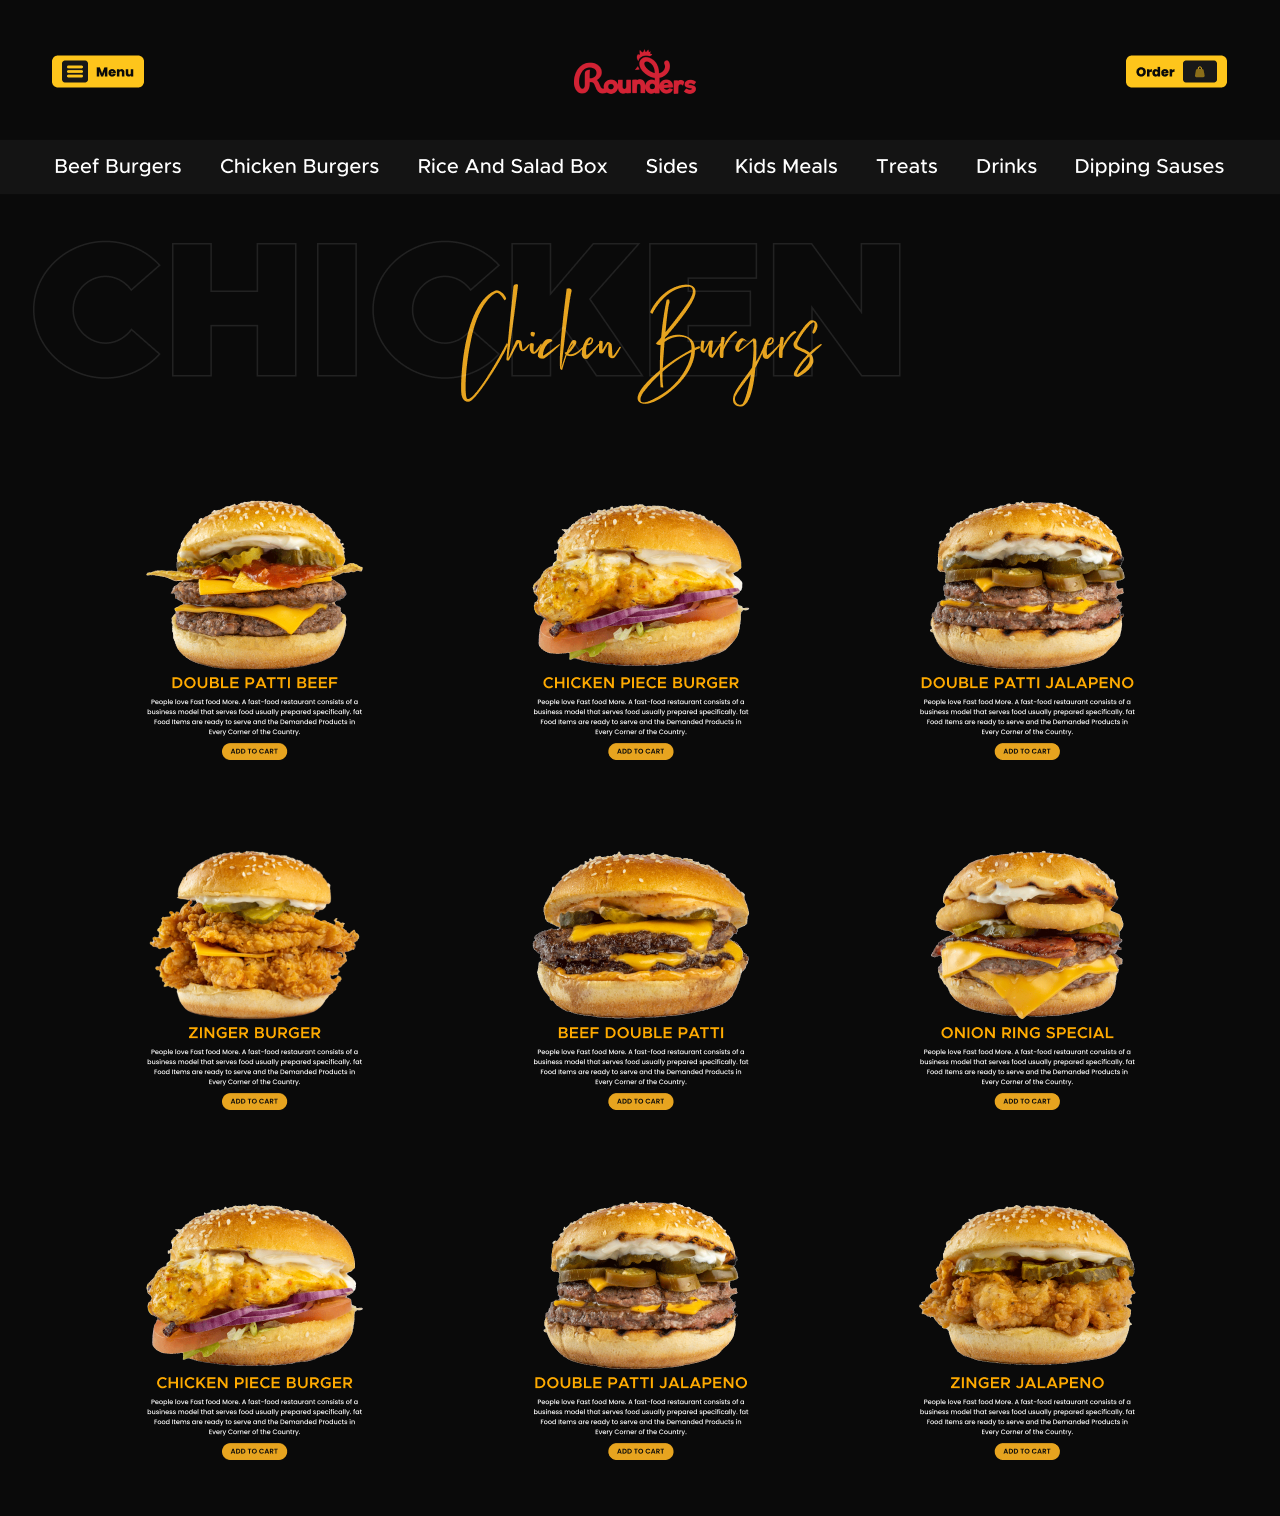 Menu
Rounders
Order
Beef Burgers Chicken Burgers Rice And Salad Box Sides Kids Meals Treats Drinks Dipping Sauses
CHICKEN
Chicken Burgers
DOUBLE PATTI BEEF
People love Fast food More. A fast-food restaurant consists of a
business model that serves food usually prepared specifically. fat
Food Items are ready to serve and the Demanded Products in
Every Corner of the Country.
ADD TO CART
CHICKEN PIECE BURGER
People love Fast food More. A fast-food restaurant consists of a
business model that serves food usually prepared specifically. fat
Food Items are ready to serve and the Demanded Products in
Every Corner of the Country.
ADD TO CART
DOUBLE PATTI JALAPENO
People love Fast food More. A fast-food restaurant consists of a
business model that serves food usually prepared specifically. fat
Food Items are ready to serve and the Demanded Products in
Every Corner of the Country.
ADD TO CART
ZINGER BURGER
People love Fast food More. A fast-food restaurant consists of a
business model that serves food usually prepared specifically. fat
Food Items are ready to serve and the Demanded Products in
Every Corner of the Country.
ADD TO CART
BEEF DOUBLE PATTI
People love Fast food More. A fast-food restaurant consists of a
business model that serves food usually prepared specifically. fat
Food Items are ready to serve and the Demanded Products in
Every Corner of the Country.
ADD TO CART
ONION RING SPECIAL
People love Fast food More. A fast-food restaurant consists of a
business model that serves food usually prepared specifically. fat
Food Items are ready to serve and the Demanded Products in
Every Corner of the Country.
ADD TO CART
CHICKEN PIECE BURGER
People love Fast food More. A fast-food restaurant consists of a
business model that serves food usually prepared specifically. fat
Food Items are ready to serve and the Demanded Products in
Every Corner of the Country.
ADD TO CART
DOUBLE PATTI JALAPENO
People love Fast food More. A fast-food restaurant consists of a
business model that serves food usually prepared specifically. fat
Food Items are ready to serve and the Demanded Products in
Every Corner of the Country.
ADD TO CART
ZINGER JALAPENO
People love Fast food More. A fast-food restaurant consists of a
business model that serves food usually prepared specifically. fat
Food Items are ready to serve and the Demanded Products in
Every Corner of the Country.
ADD TO CART